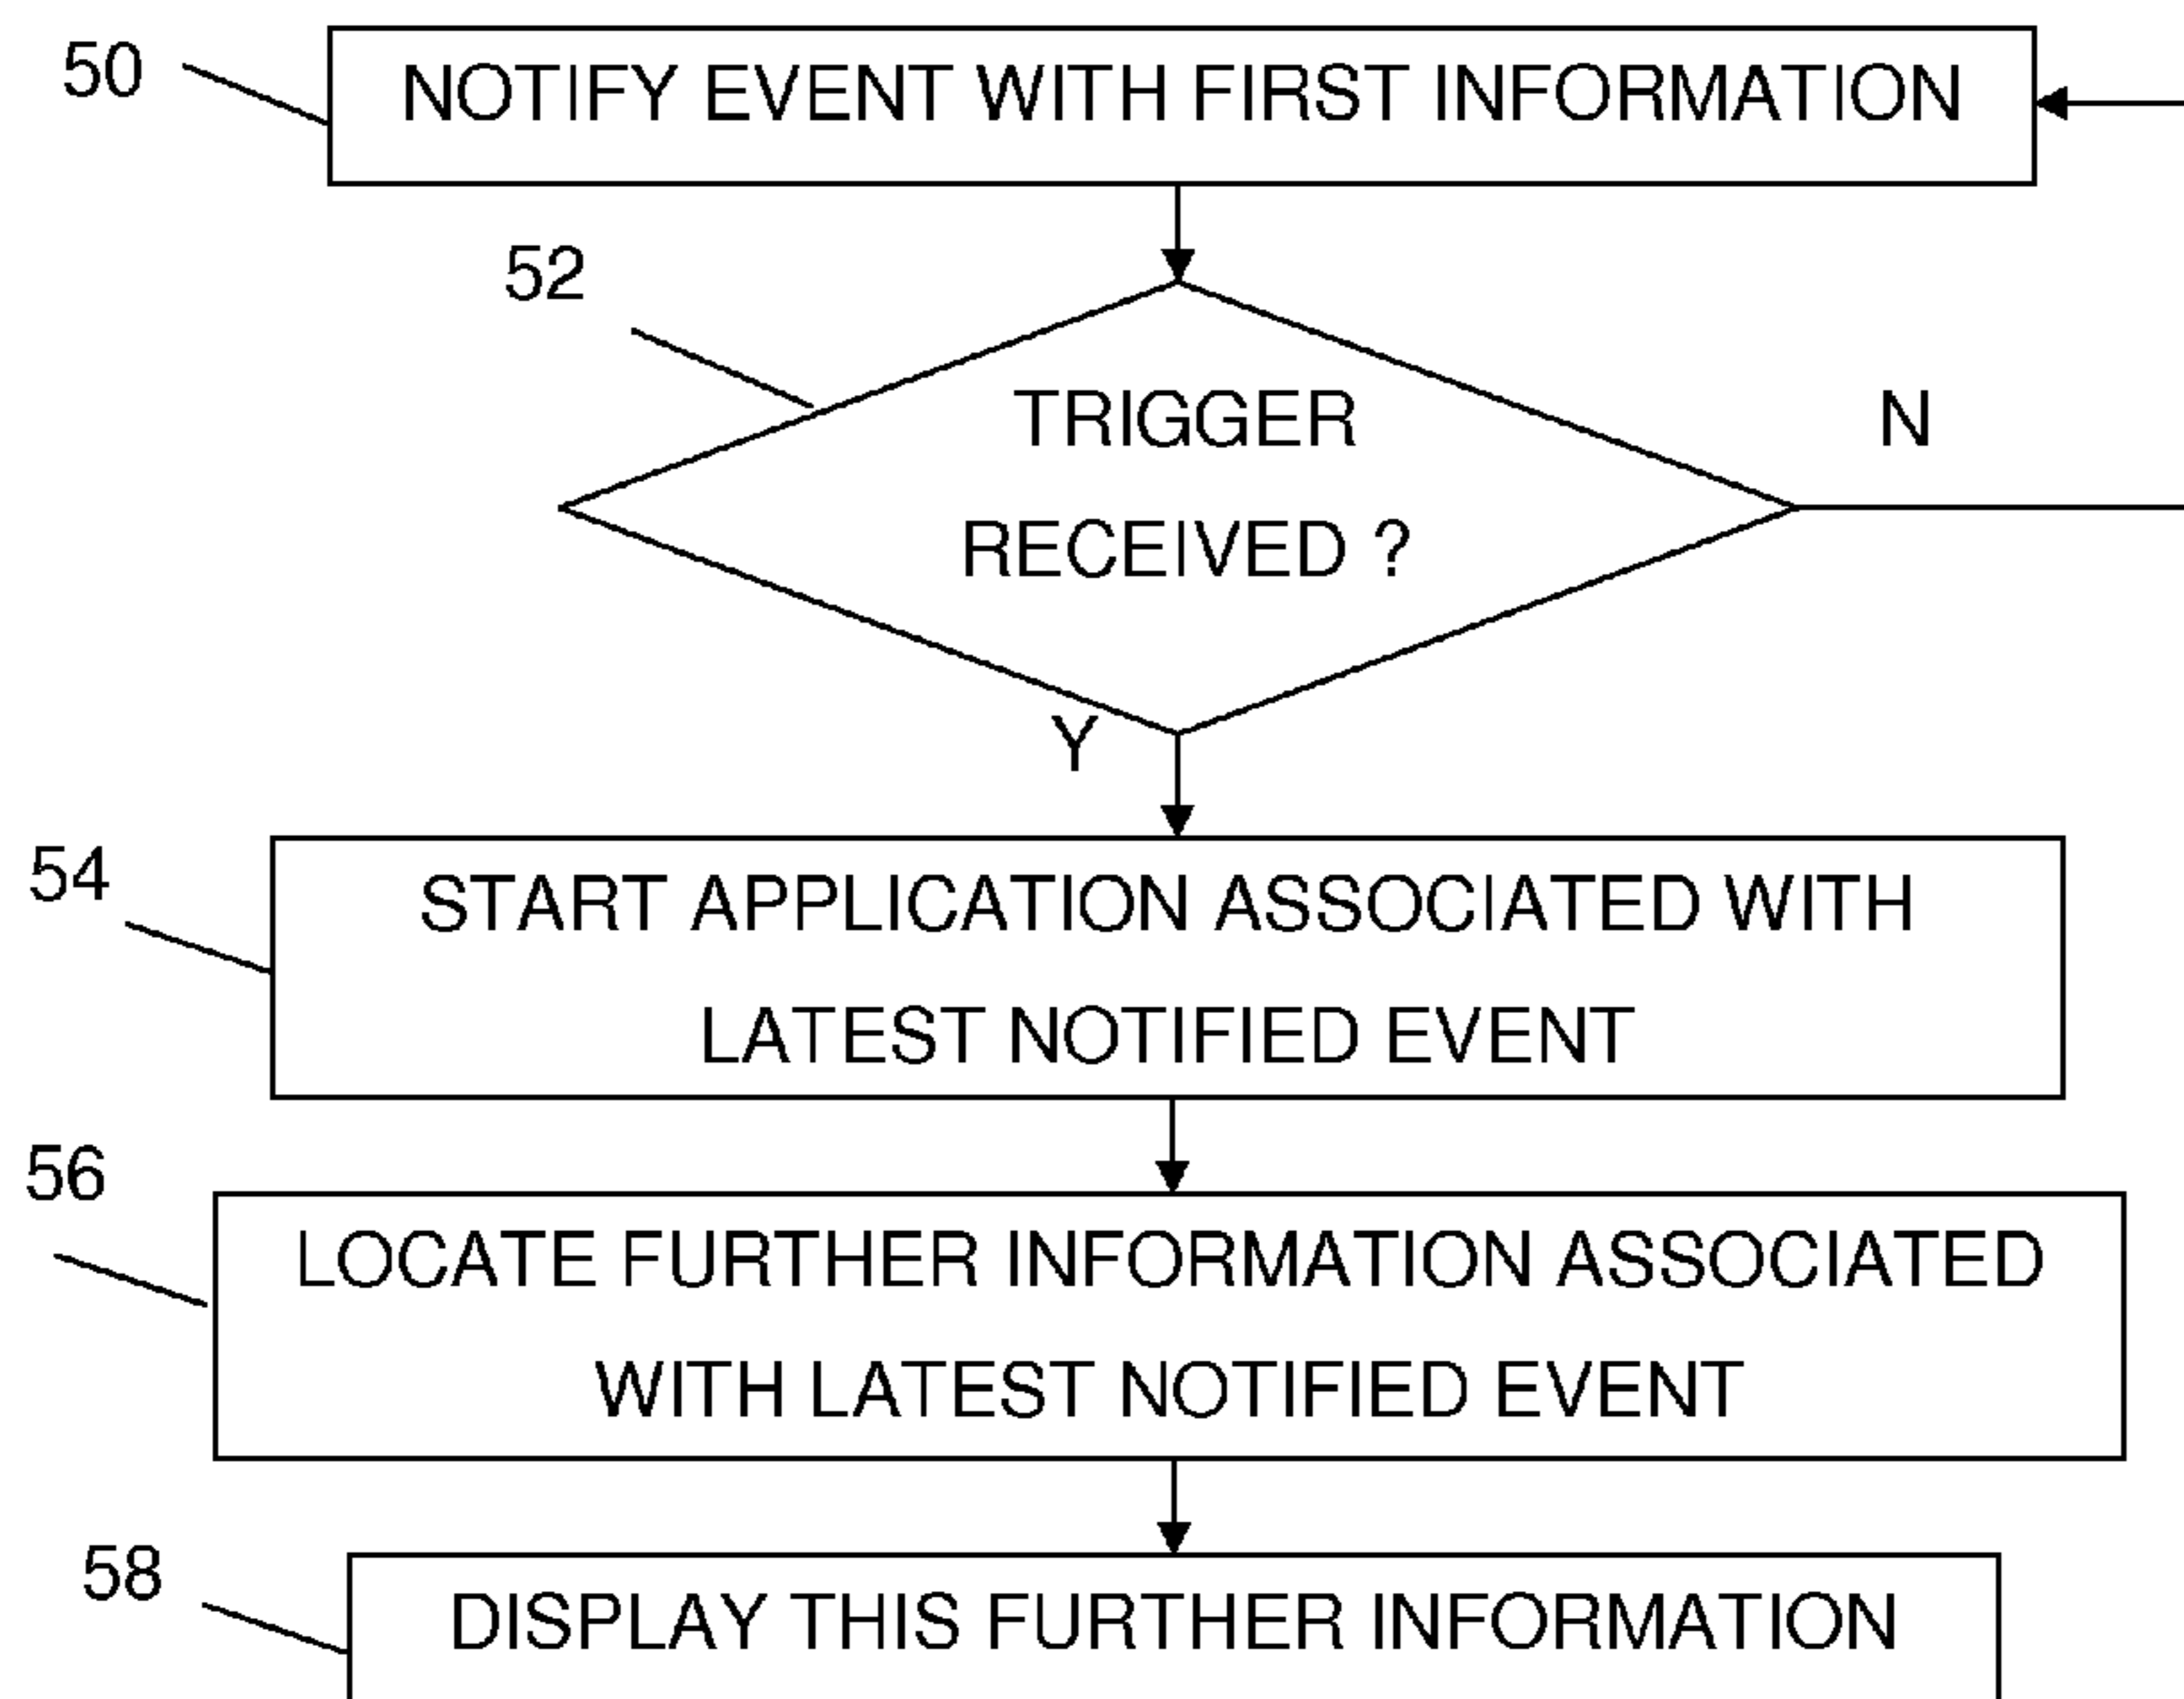 50
NOTIFY EVENT WITH FIRST INFORMATION
52
TRIGGER
RECEIVED ?
N
Y
54
START APPLICATION ASSOCIATED WITH
LATEST NOTIFIED EVENT
56
LOCATE FURTHER INFORMATION ASSOCIATED
WITH LATEST NOTIFIED EVENT
58
DISPLAY THIS FURTHER INFORMATION